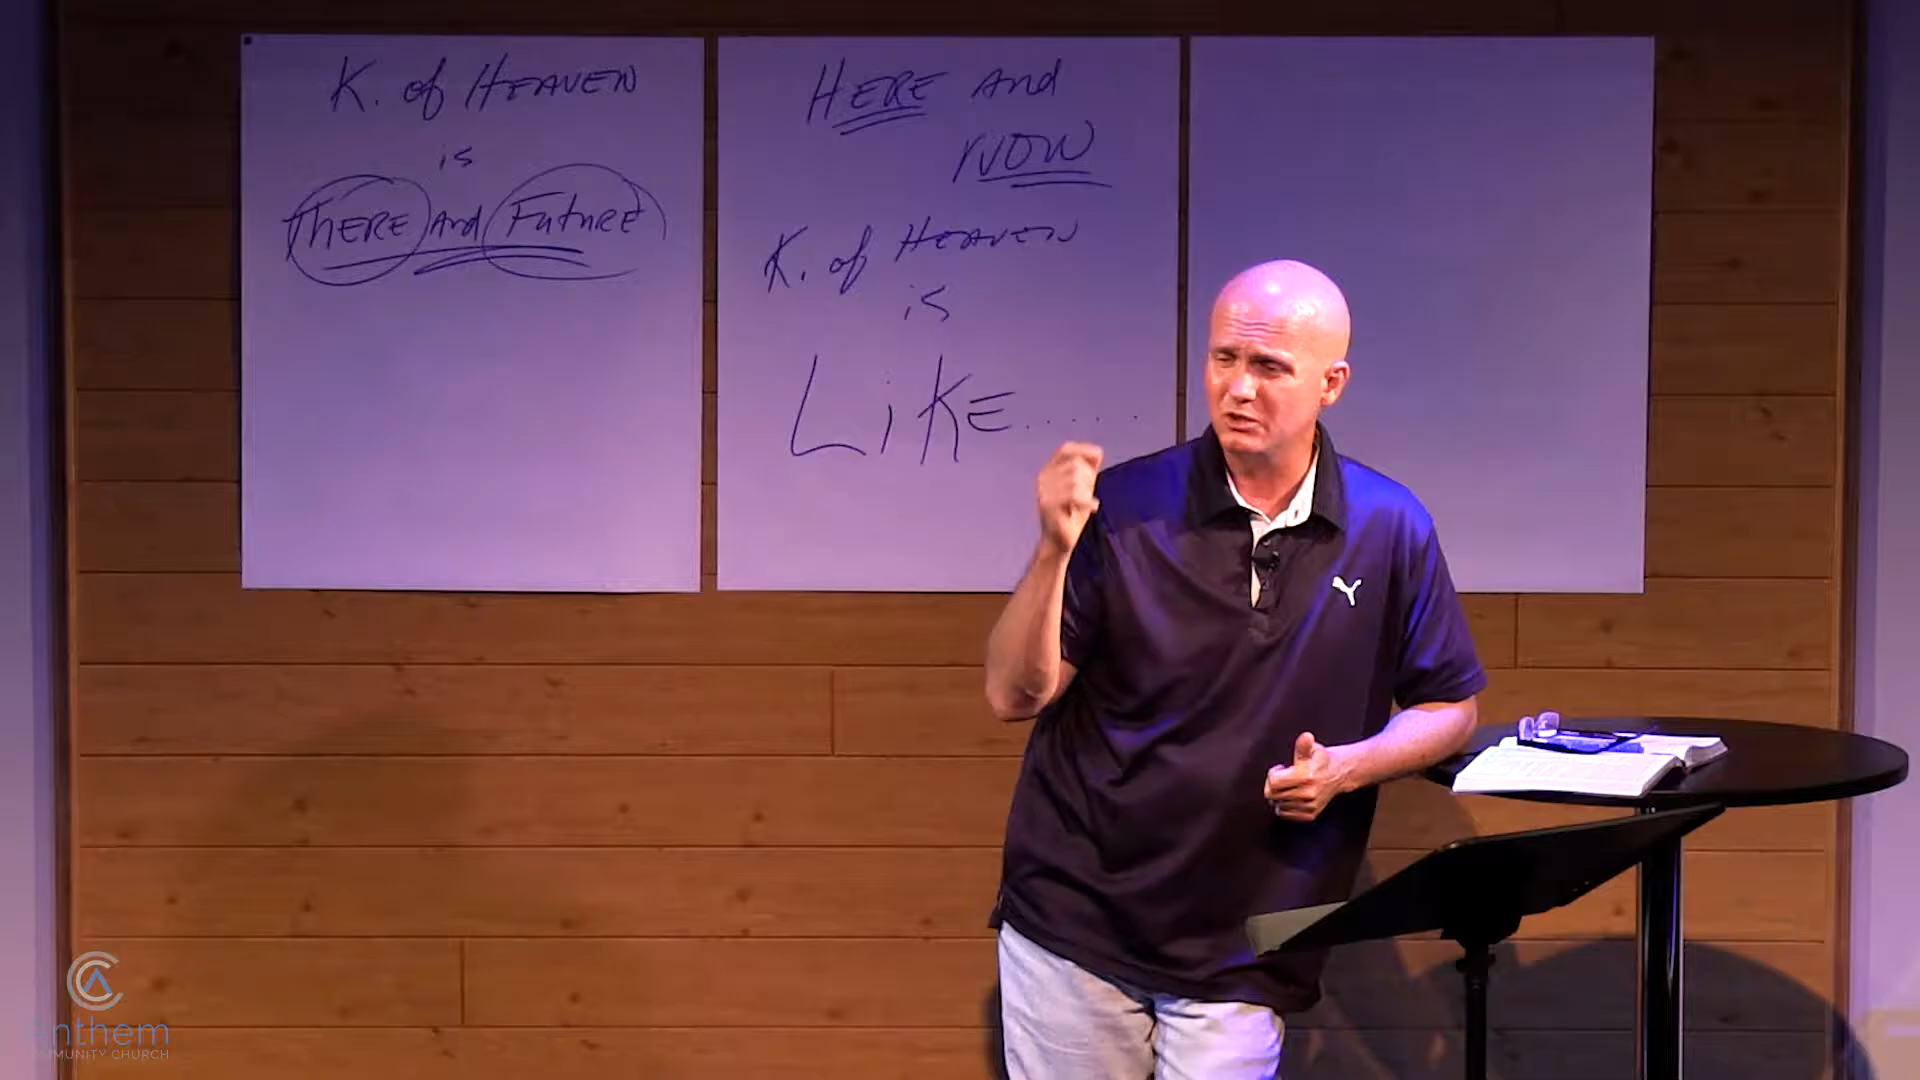 K. of HEAVEN
is
THERE And Future
HERE And
NOW
K. of HEAVEN
is
LiKE......
Anthem
COMMUNITY CHURCH